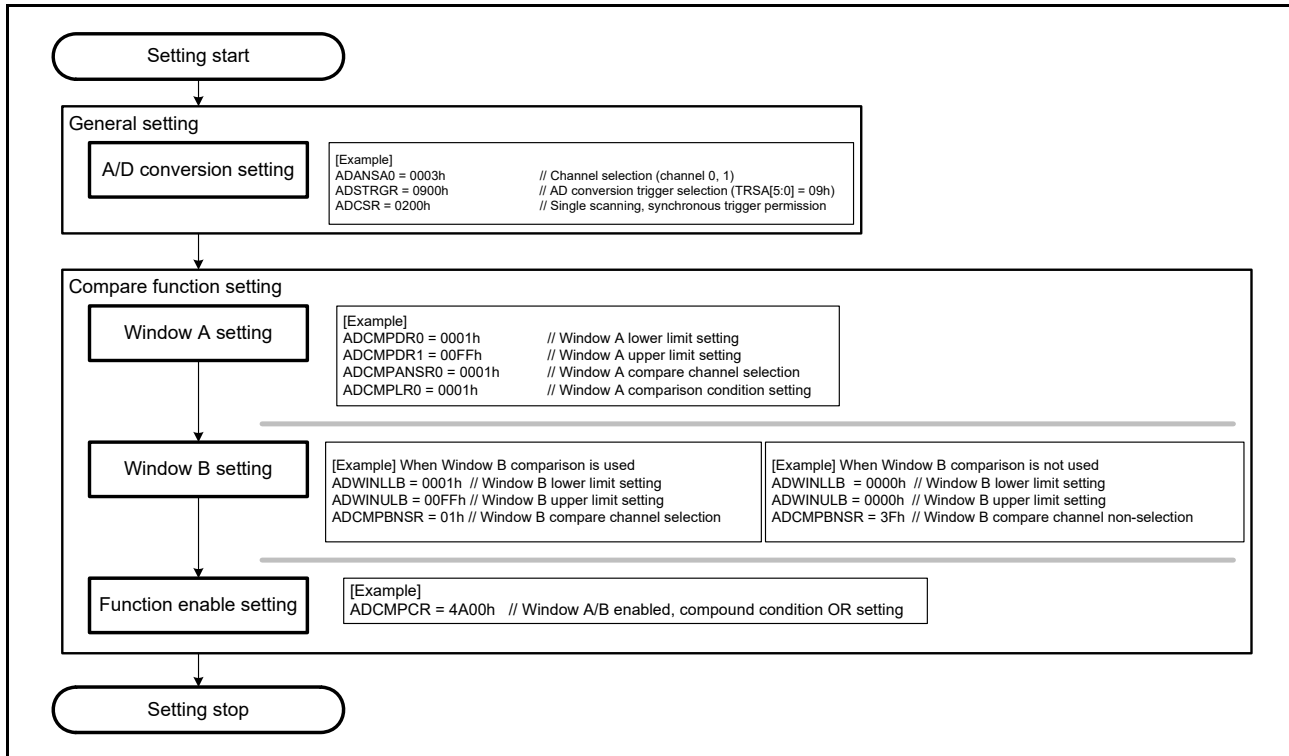 Setting start
General setting
A/D conversion setting
[Example]
ADANSA0 = 0003h // Channel selection (channel 0, 1)
ADSTRGR = 0900h // AD conversion trigger selection (TRSA[5:0] = 09h)
ADCSR = 0200h // Single scanning, synchronous trigger permission
Compare function setting
Window A setting
[Example]
ADCMPDR0 = 0001h // Window A lower limit setting
ADCMPDR1 = 00FFh // Window A upper limit setting
ADCMPANSR0 = 0001h // Window A compare channel selection
ADCMPLR0 = 0001h // Window A comparison condition setting
Window B setting
[Example] When Window B comparison is used
ADWINLLB = 0001h // Window B lower limit setting
ADWINULB = 00FFh // Window B upper limit setting
ADCMPBNSR = 01h // Window B compare channel selection
[Example] When Window B comparison is not used
ADWINLLB = 0000h // Window B lower limit setting
ADWINULB = 0000h // Window B upper limit setting
ADCMPBNSR = 3Fh // Window B compare channel non-selection
Function enable setting
[Example]
ADCMPCR = 4A00h // Window A/B enabled, compound condition OR setting
Setting stop